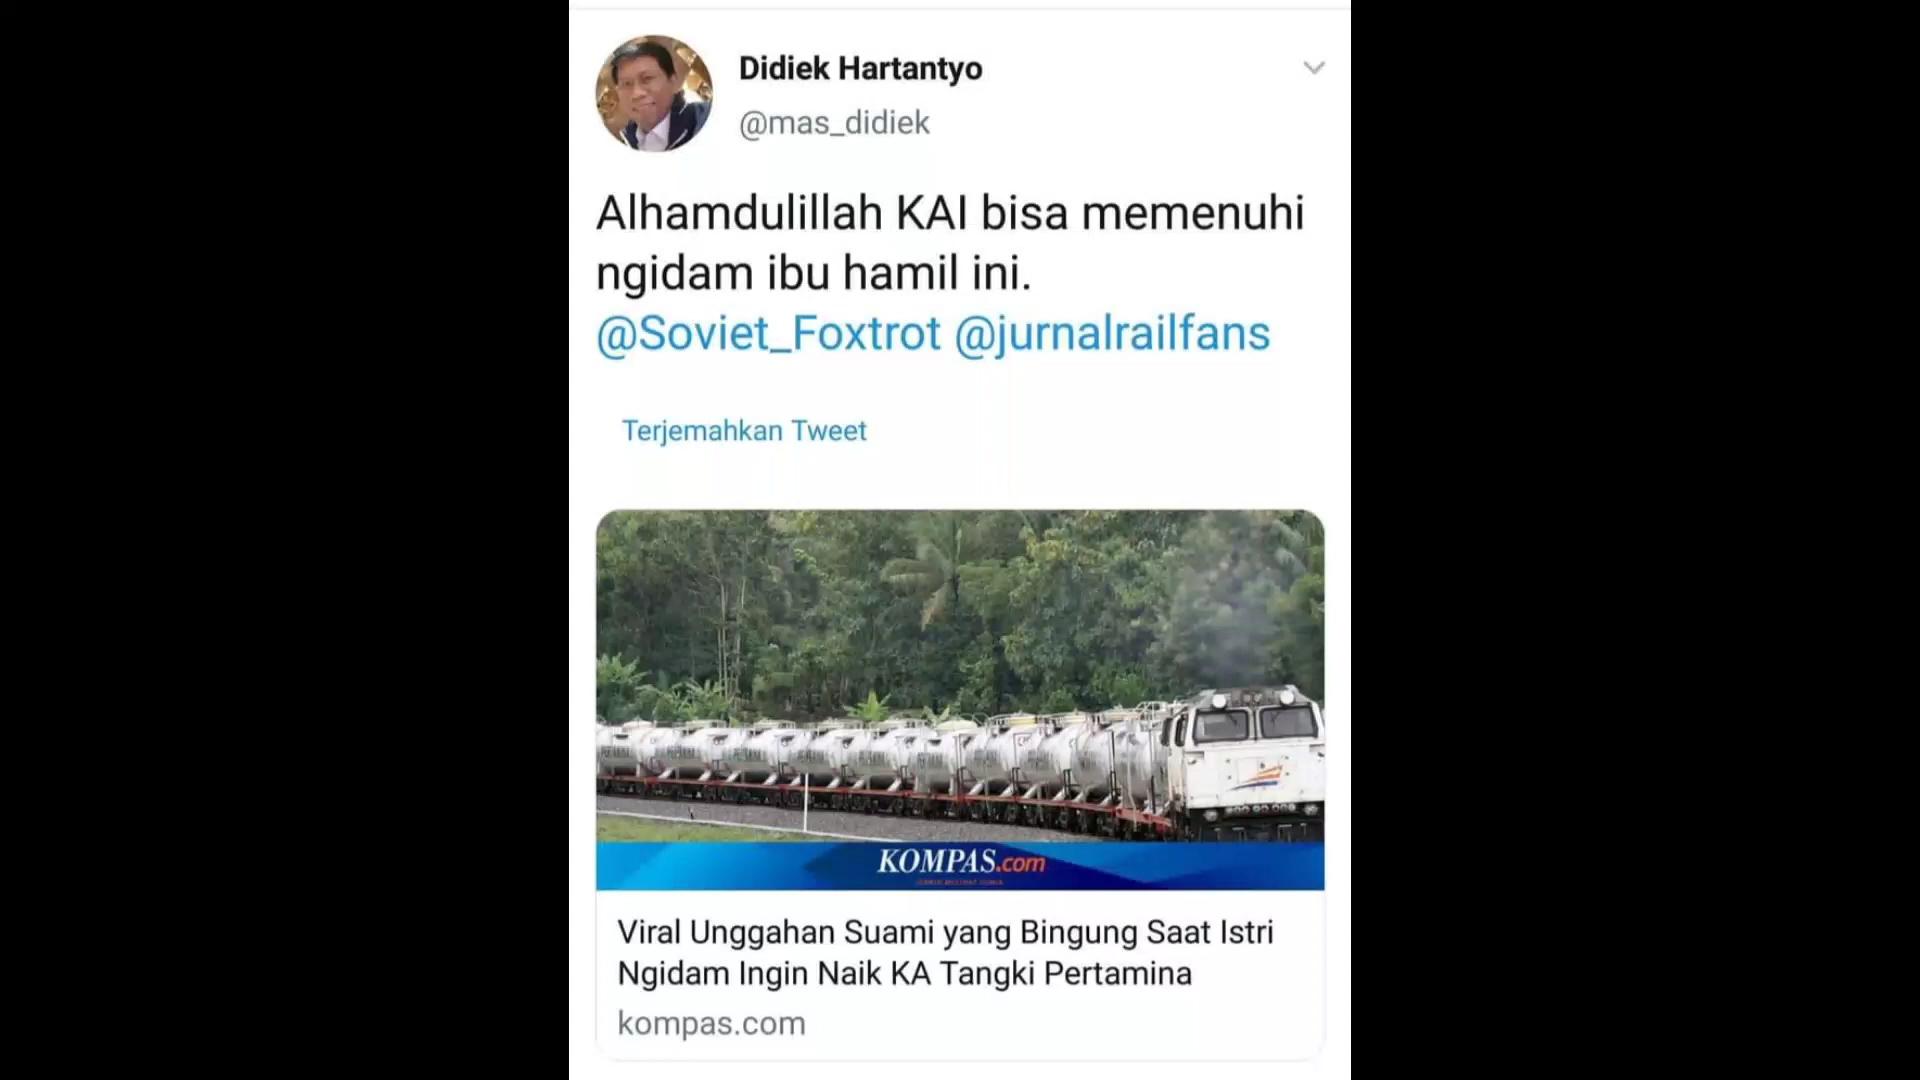 Didiek Hartantyo
@mas_didiek
Alhamdulillah KAI bisa memenuhi
ngidam ibu hamil ini.
@Soviet_Foxtrot @jurnalrailfans
Terjemahkan Tweet
KOMPAS.com
Viral Unggahan Suami yang Bingung Saat Istri
Ngidam Ingin Naik KA Tangki Pertamina
kompas.com